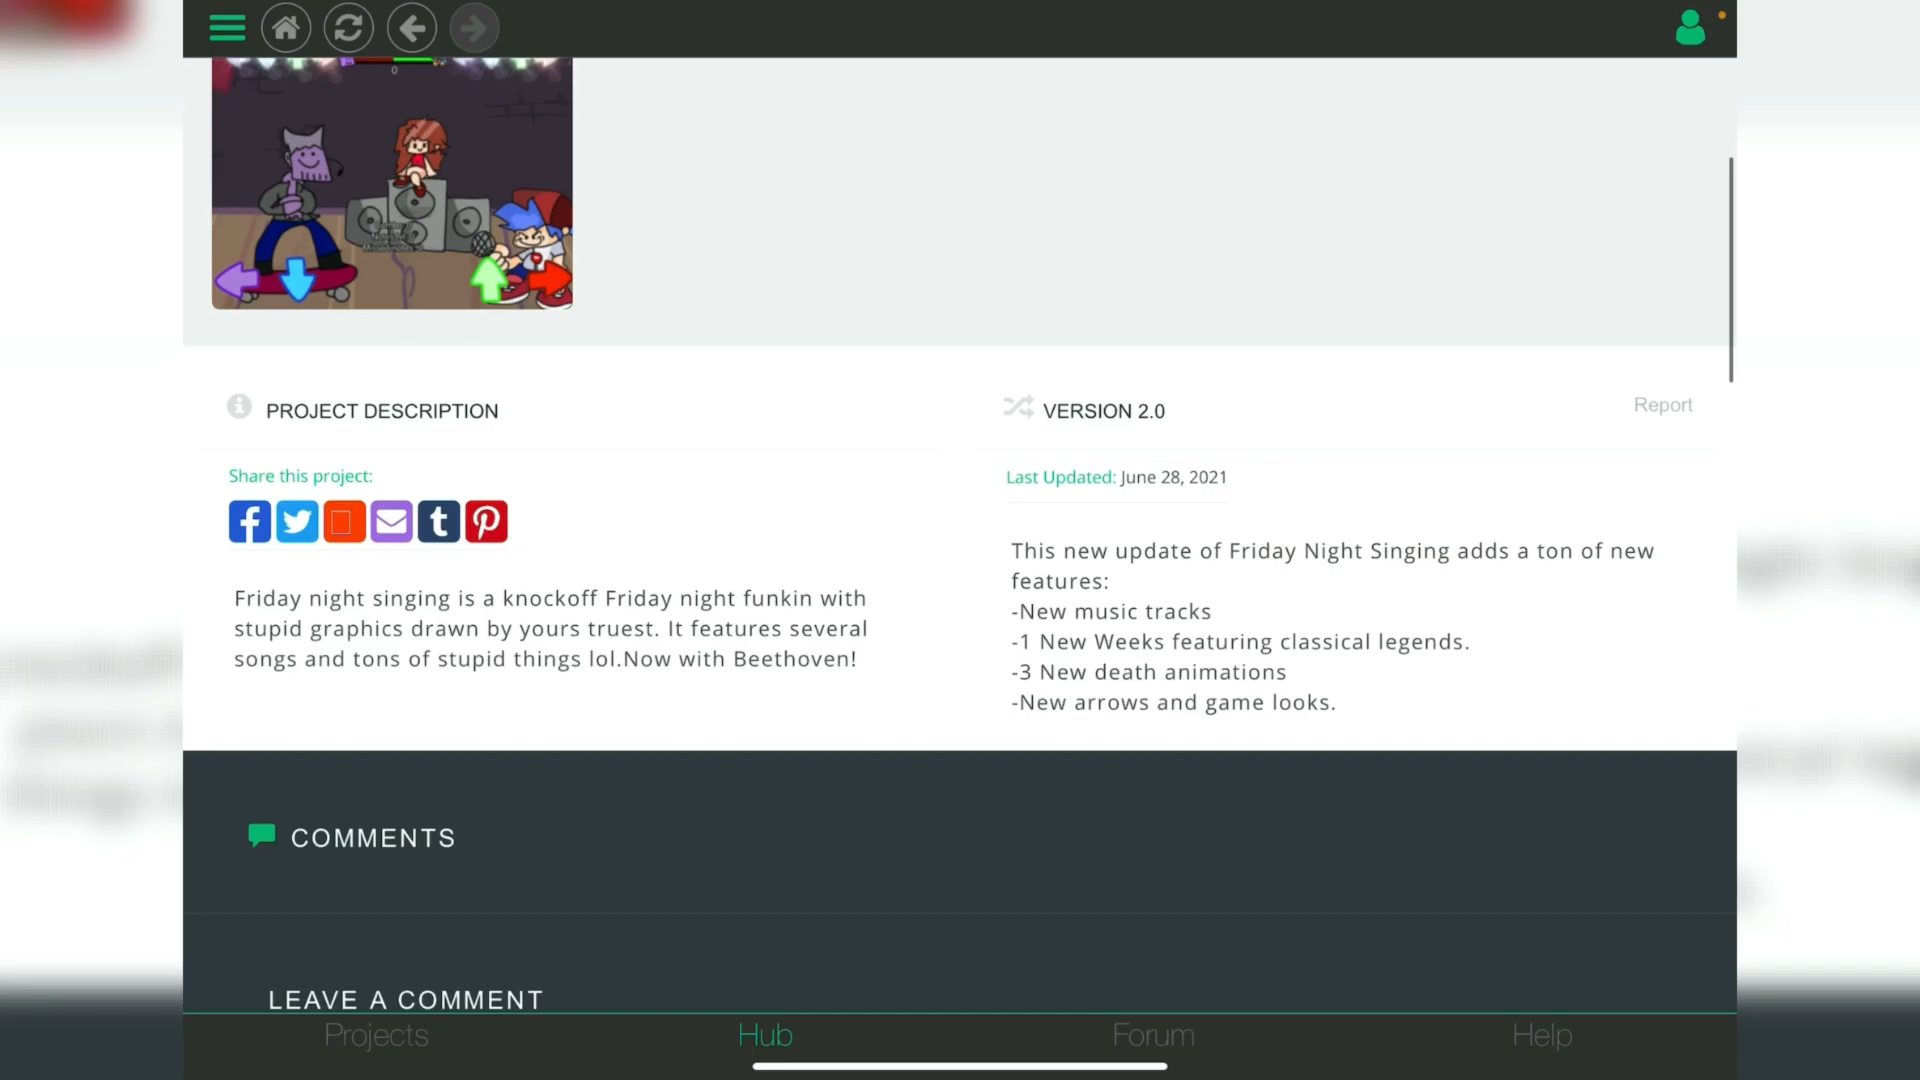 0
PROJECT DESCRIPTION
Share this project:
Friday night singing is a knockoff Friday night funkin with
stupid graphics drawn by yours truest. It features several
songs and tons of stupid things lol.Now with Beethoven!
VERSION 2.0
Report
Last Updated: June 28, 2021
This new update of Friday Night Singing adds a ton of new
features:
-New music tracks
-1 New Weeks featuring classical legends.
-3 New death animations
-New arrows and game looks.
COMMENTS
LEAVE A COMMENT
Projects
Hub
Forum
Help